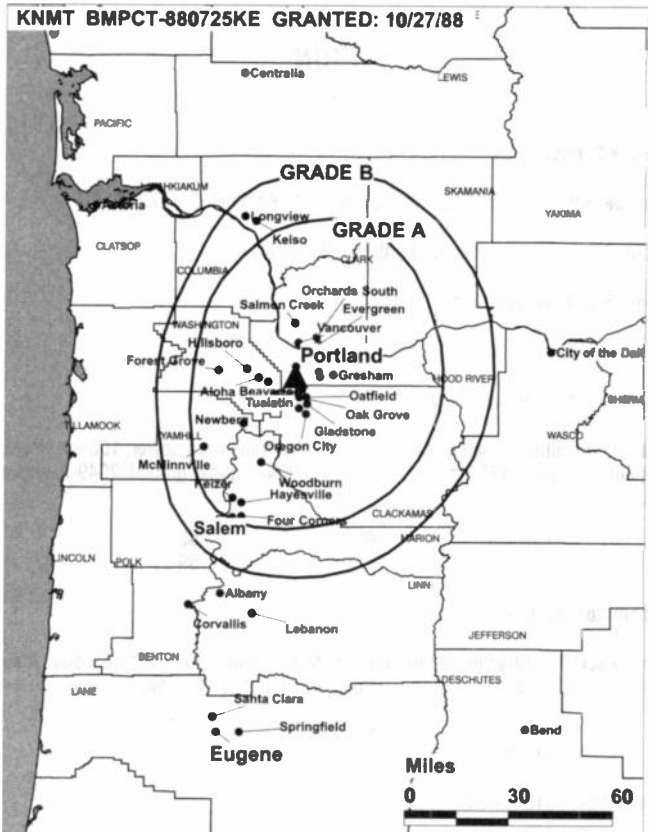 KNMT BMPCT-880725KE GRANTED: 10/27/88
Centralia
LEWIS
PACIFIC
GRADE B
SKAMANIA
YAKIMA
Longview
Kelso
GRADE A
CLATSOP
CLARK
COLUMBIA
Orchards South
Salmon Creek
Evergreen
WASHINGTON
Vancouver
Hillsboro
Portland
Forest Grove
City of the Dall
Gresham
HOOD RIVER
Aloha
Tualatin
Oatfield
SHERM
Oak Grove
TILLAMOOK
Newberg
Gladstone
WASCO
YAMHILL
Oregon City
McMinnville
Woodburn
Keizer
Hayesville
CLACKAMAS
Salem
Four Corners
MARION
LINCOLN
POLK
LINN
Albany
Corvallis
Lebanon
JEFFERSON
BENTON
LANE
DESCHUTES
Santa Clara
Springfield
Bend
Eugene
Miles
0 30 60